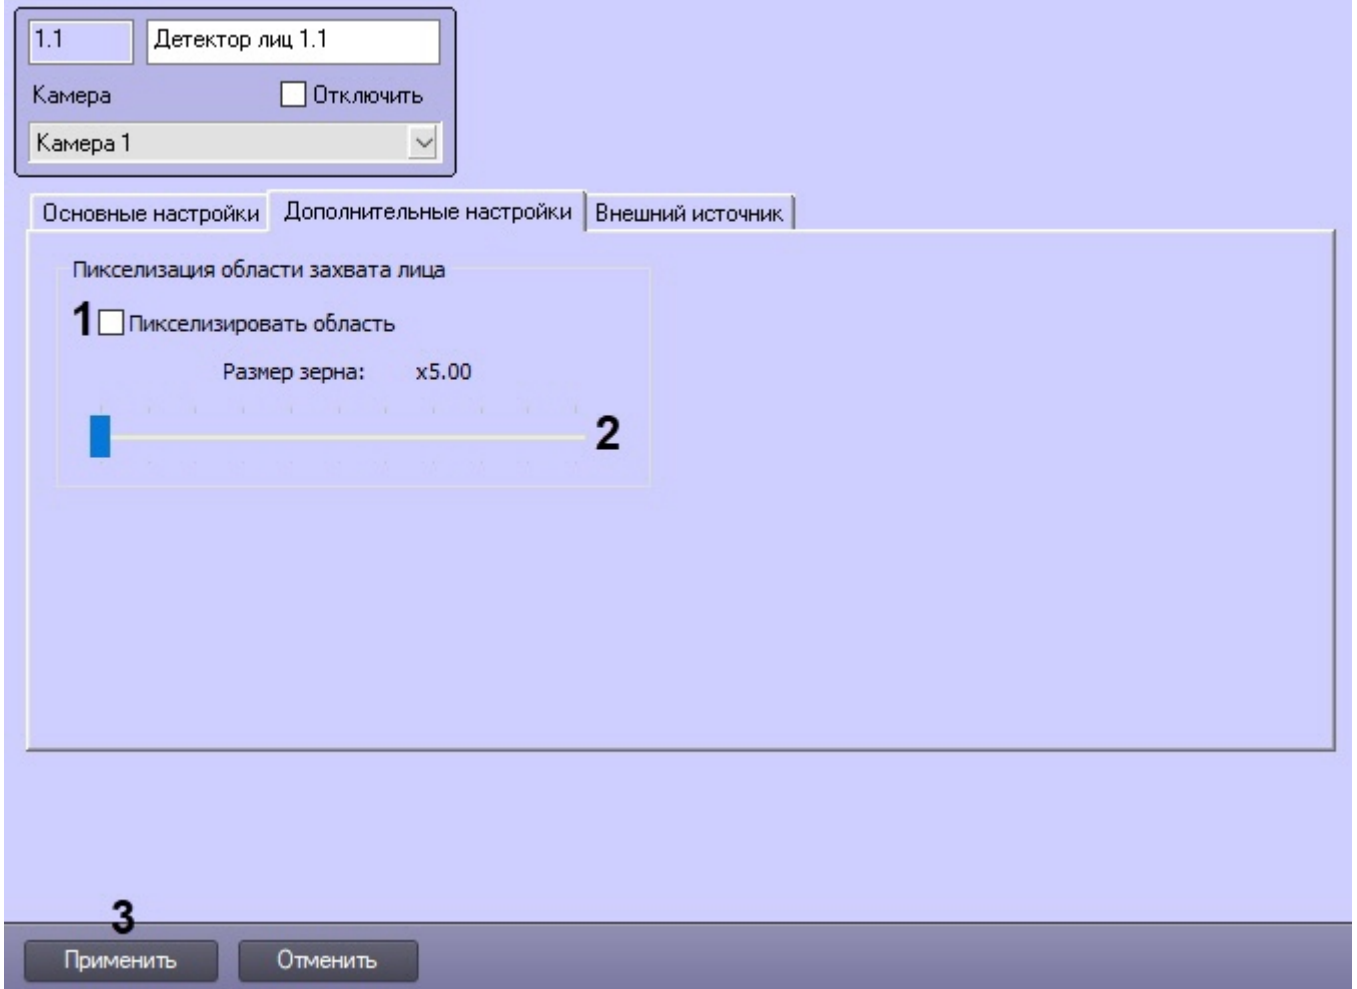 1.1 Детектор лиц 1.1
Камера Отключить
Камера 1
Основные настройки Дополнительные настройки Внешний источник
Пикселизация области захвата лица
1 Пикселизировать область
Размер зерна: x5.00
2
3
Применить Отменить